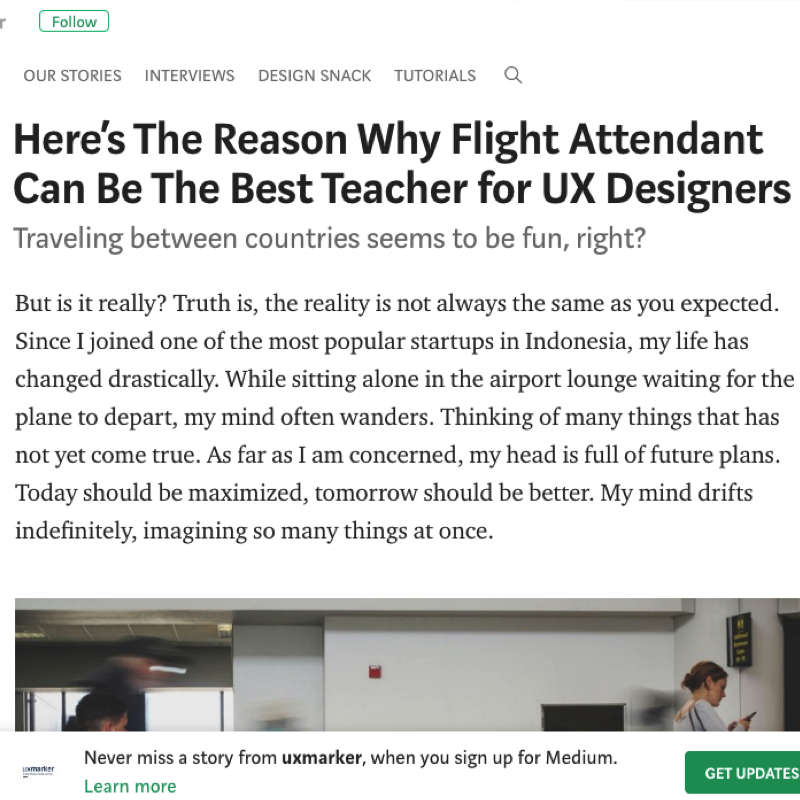 r Follow
OUR STORIES INTERVIEWS DESIGN SNACK TUTORIALS
Here's The Reason Why Flight Attendant
Can Be The Best Teacher for UX Designers
Traveling between countries seems to be fun, right?
But is it really? Truth is, the reality is not always the same as you expected.
Since I joined one of the most popular startups in Indonesia, my life has
changed drastically. While sitting alone in the airport lounge waiting for the
plane to depart, my mind often wanders. Thinking of many things that has
not yet come true. As far as I am concerned, my head is full of future plans.
Today should be maximized, tomorrow should be better. My mind drifts
indefinitely, imagining so many things at once.
uxmarker
Never miss a story from uxmarker, when you sign up for Medium.
Learn more
GET UPDATES